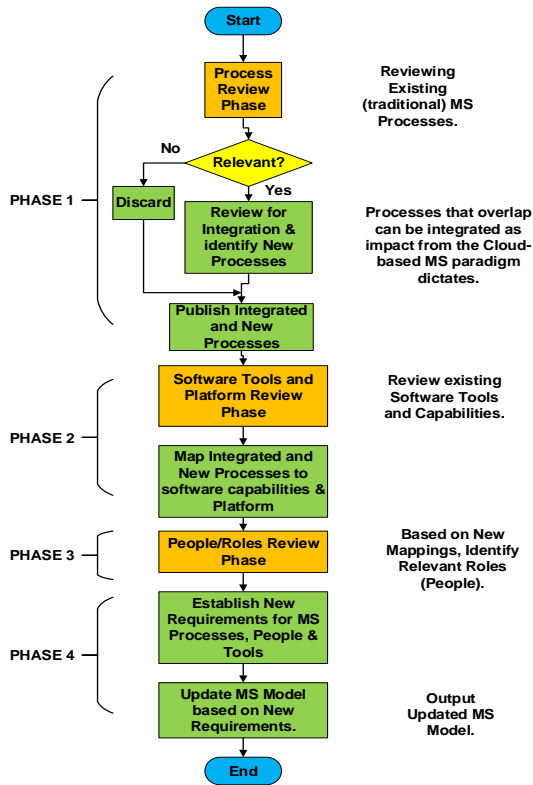 Start
Process
Review
Phase
Reviewing
Existing
(traditional) MS
Processes.
No
Relevant?
Yes
PHASE 1
Discard
Review for
Integration &
identify New
Processes
Processes that overlap
can be integrated as
impact from the Cloud-
based MS paradigm
dictates.
Publish Integrated
and New
Processes
Software Tools and
Platform Review
Phase
Review existing
Software Tools
and Capabilities.
PHASE 2
Map Integrated and
New Processes to
software capabilities &
Platform
PHASE 3
People/Roles Review
Phase
Based on New
Mappings, Identify
Relevant Roles
(People).
Establish New
Requirements for MS
Processes, People &
Tools
PHASE 4
Update MS Model
based on New
Requirements.
Output
Updated MS
Model.
End